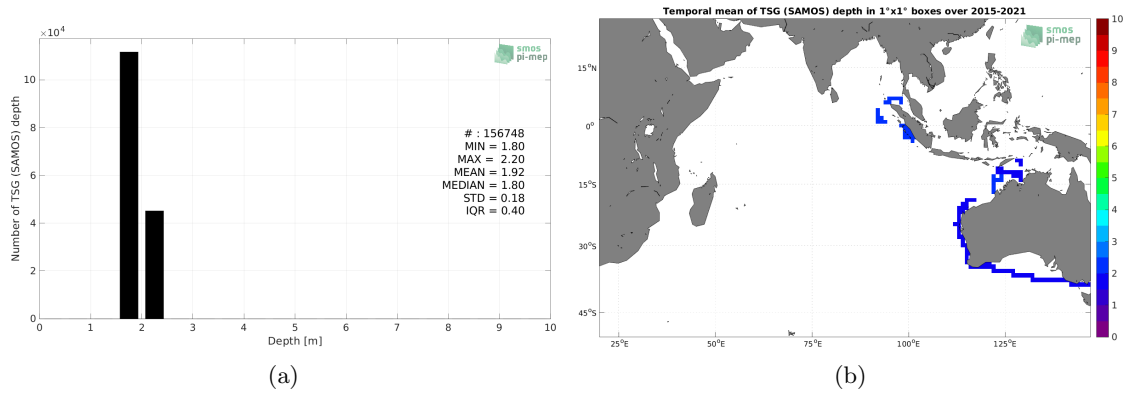 ×10⁴
10
8
6
4
2
0
Number of TSG (SAMOS) depth
smos
pi-mep
# : 156748
MIN = 1.80
MAX = 2.20
MEAN = 1.92
MEDIAN = 1.80
STD = 0.18
IQR = 0.40
0 1 2 3 4 5 6 7 8 9 10
Depth [m]
(a)
Temporal mean of TSG (SAMOS) depth in 1°x1° boxes over 2015-2021
smos
pi-mep
15°N
0°
15°S
30°S
45°S
25°E 50°E 75°E 100°E 125°E
10
9
8
7
6
5
4
3
2
1
0
(b)